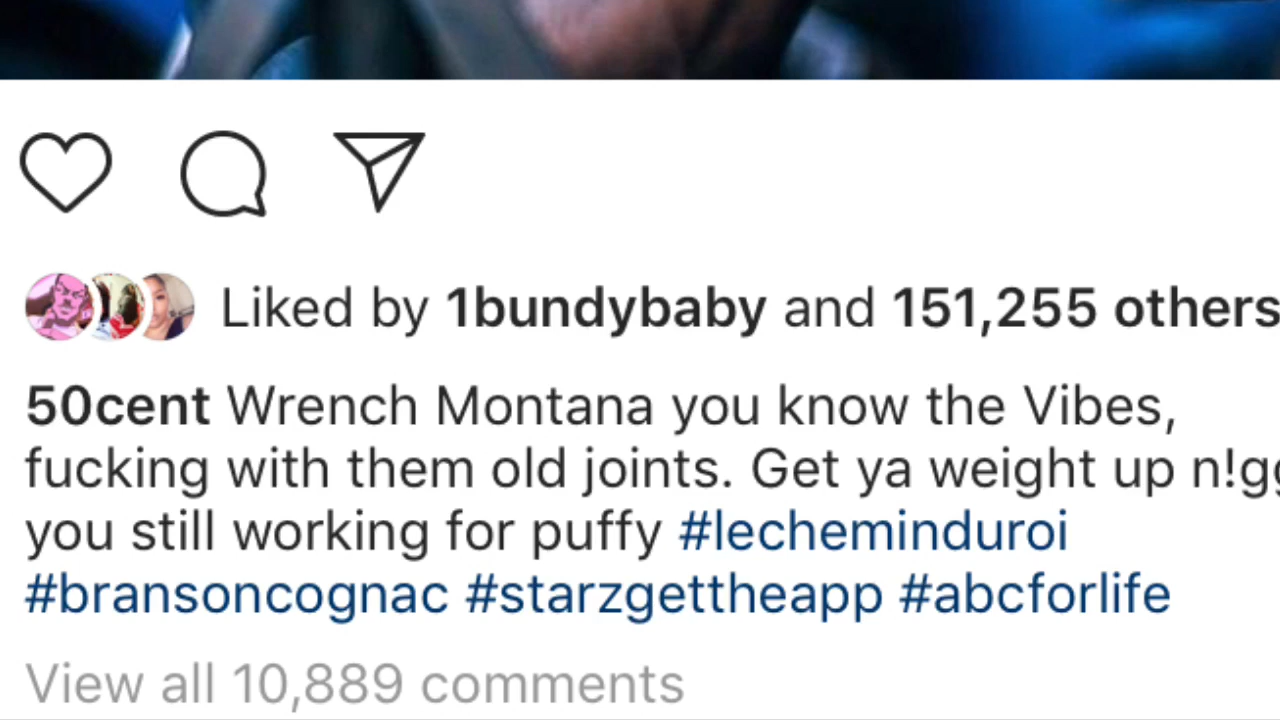 Liked by 1bundybaby and 151,255 others
50cent Wrench Montana you know the Vibes,
fucking with them old joints. Get ya weight up
you still working for puffy #lecheminduroi
#bransoncognac #starzgettheapp #abcforlife
View all 10,889 comments